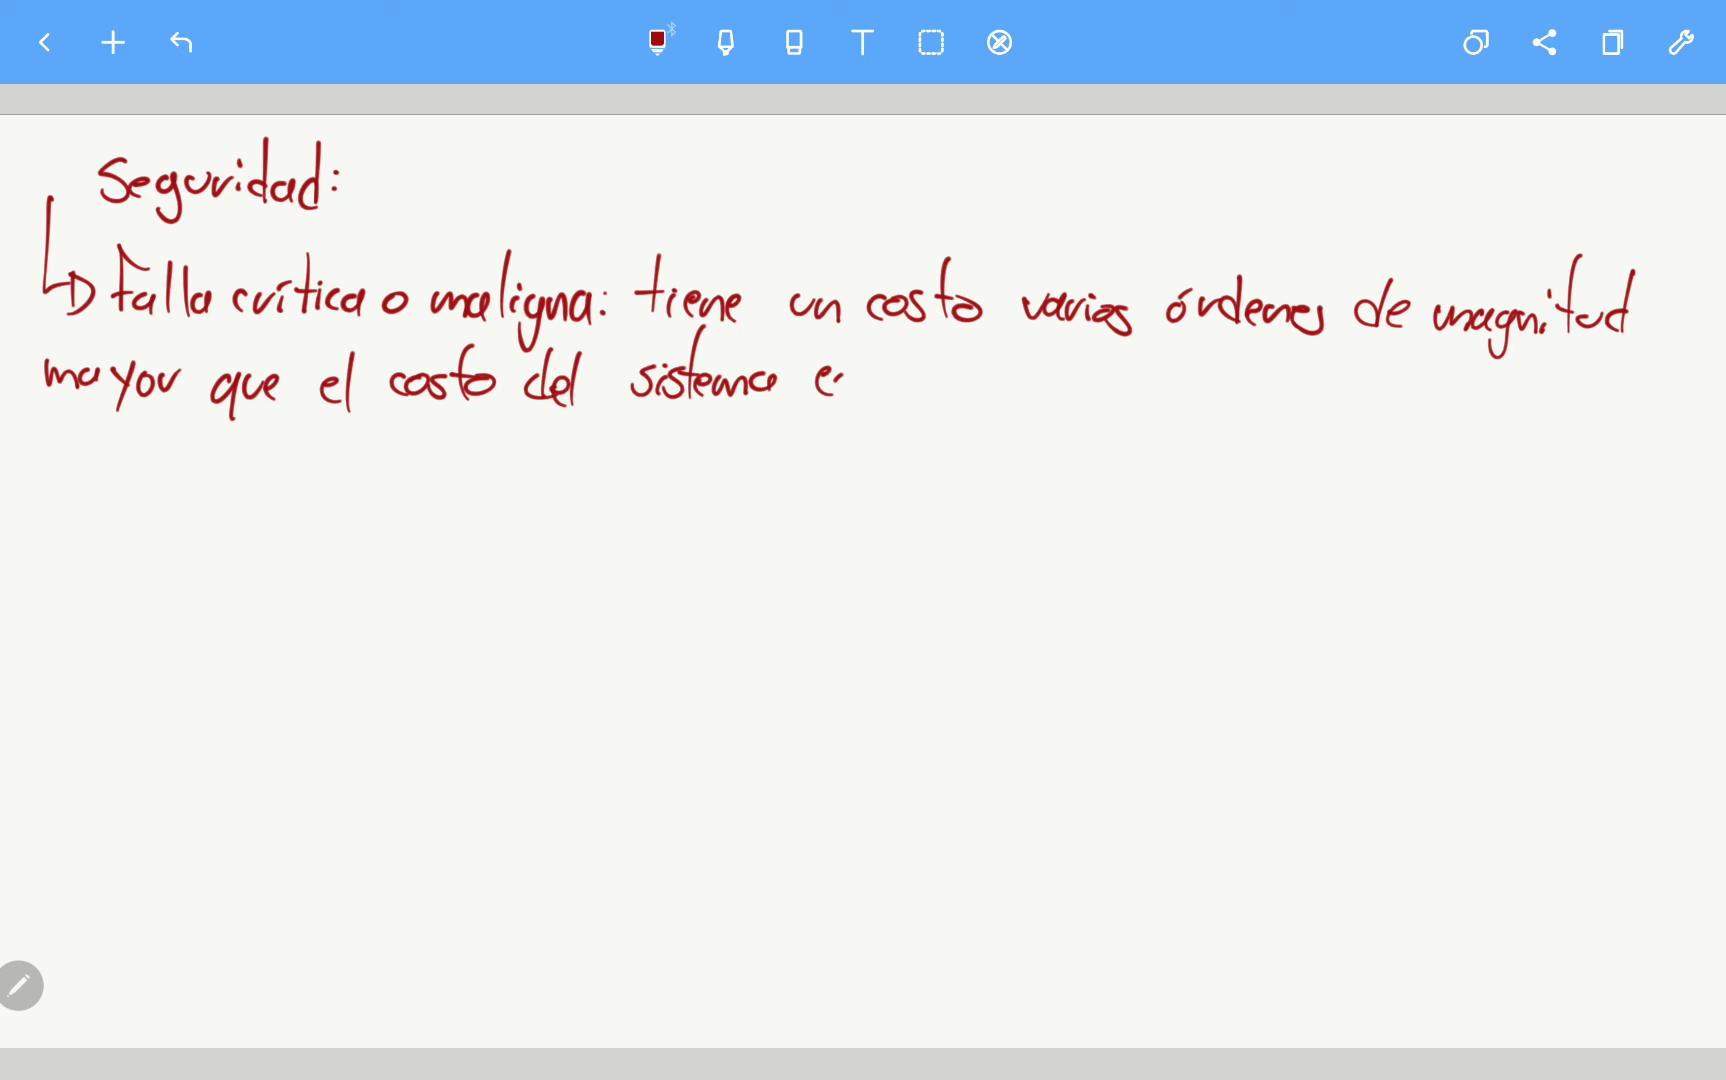 Seguridad:
Falla crítica o maligna: tiene un costo varios órdenes de magnitud
mayor que el costo del sistema e